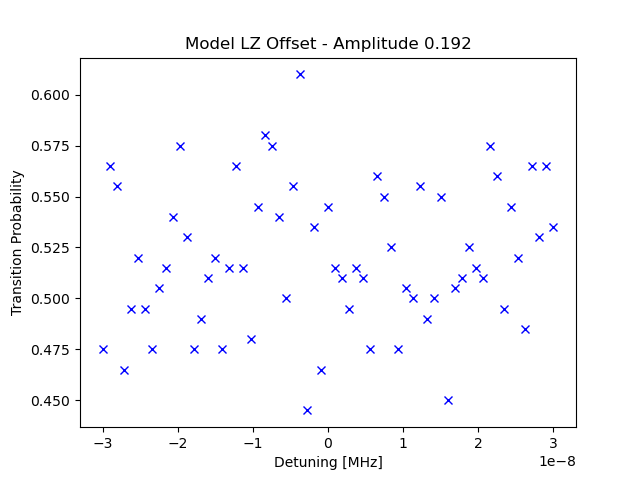 Model LZ Offset - Amplitude 0.192
Transition Probability
0.600
0.575
0.550
0.525
0.500
0.475
0.450
−3 −2 −1 0 1 2 3
1e−8
Detuning [MHz]